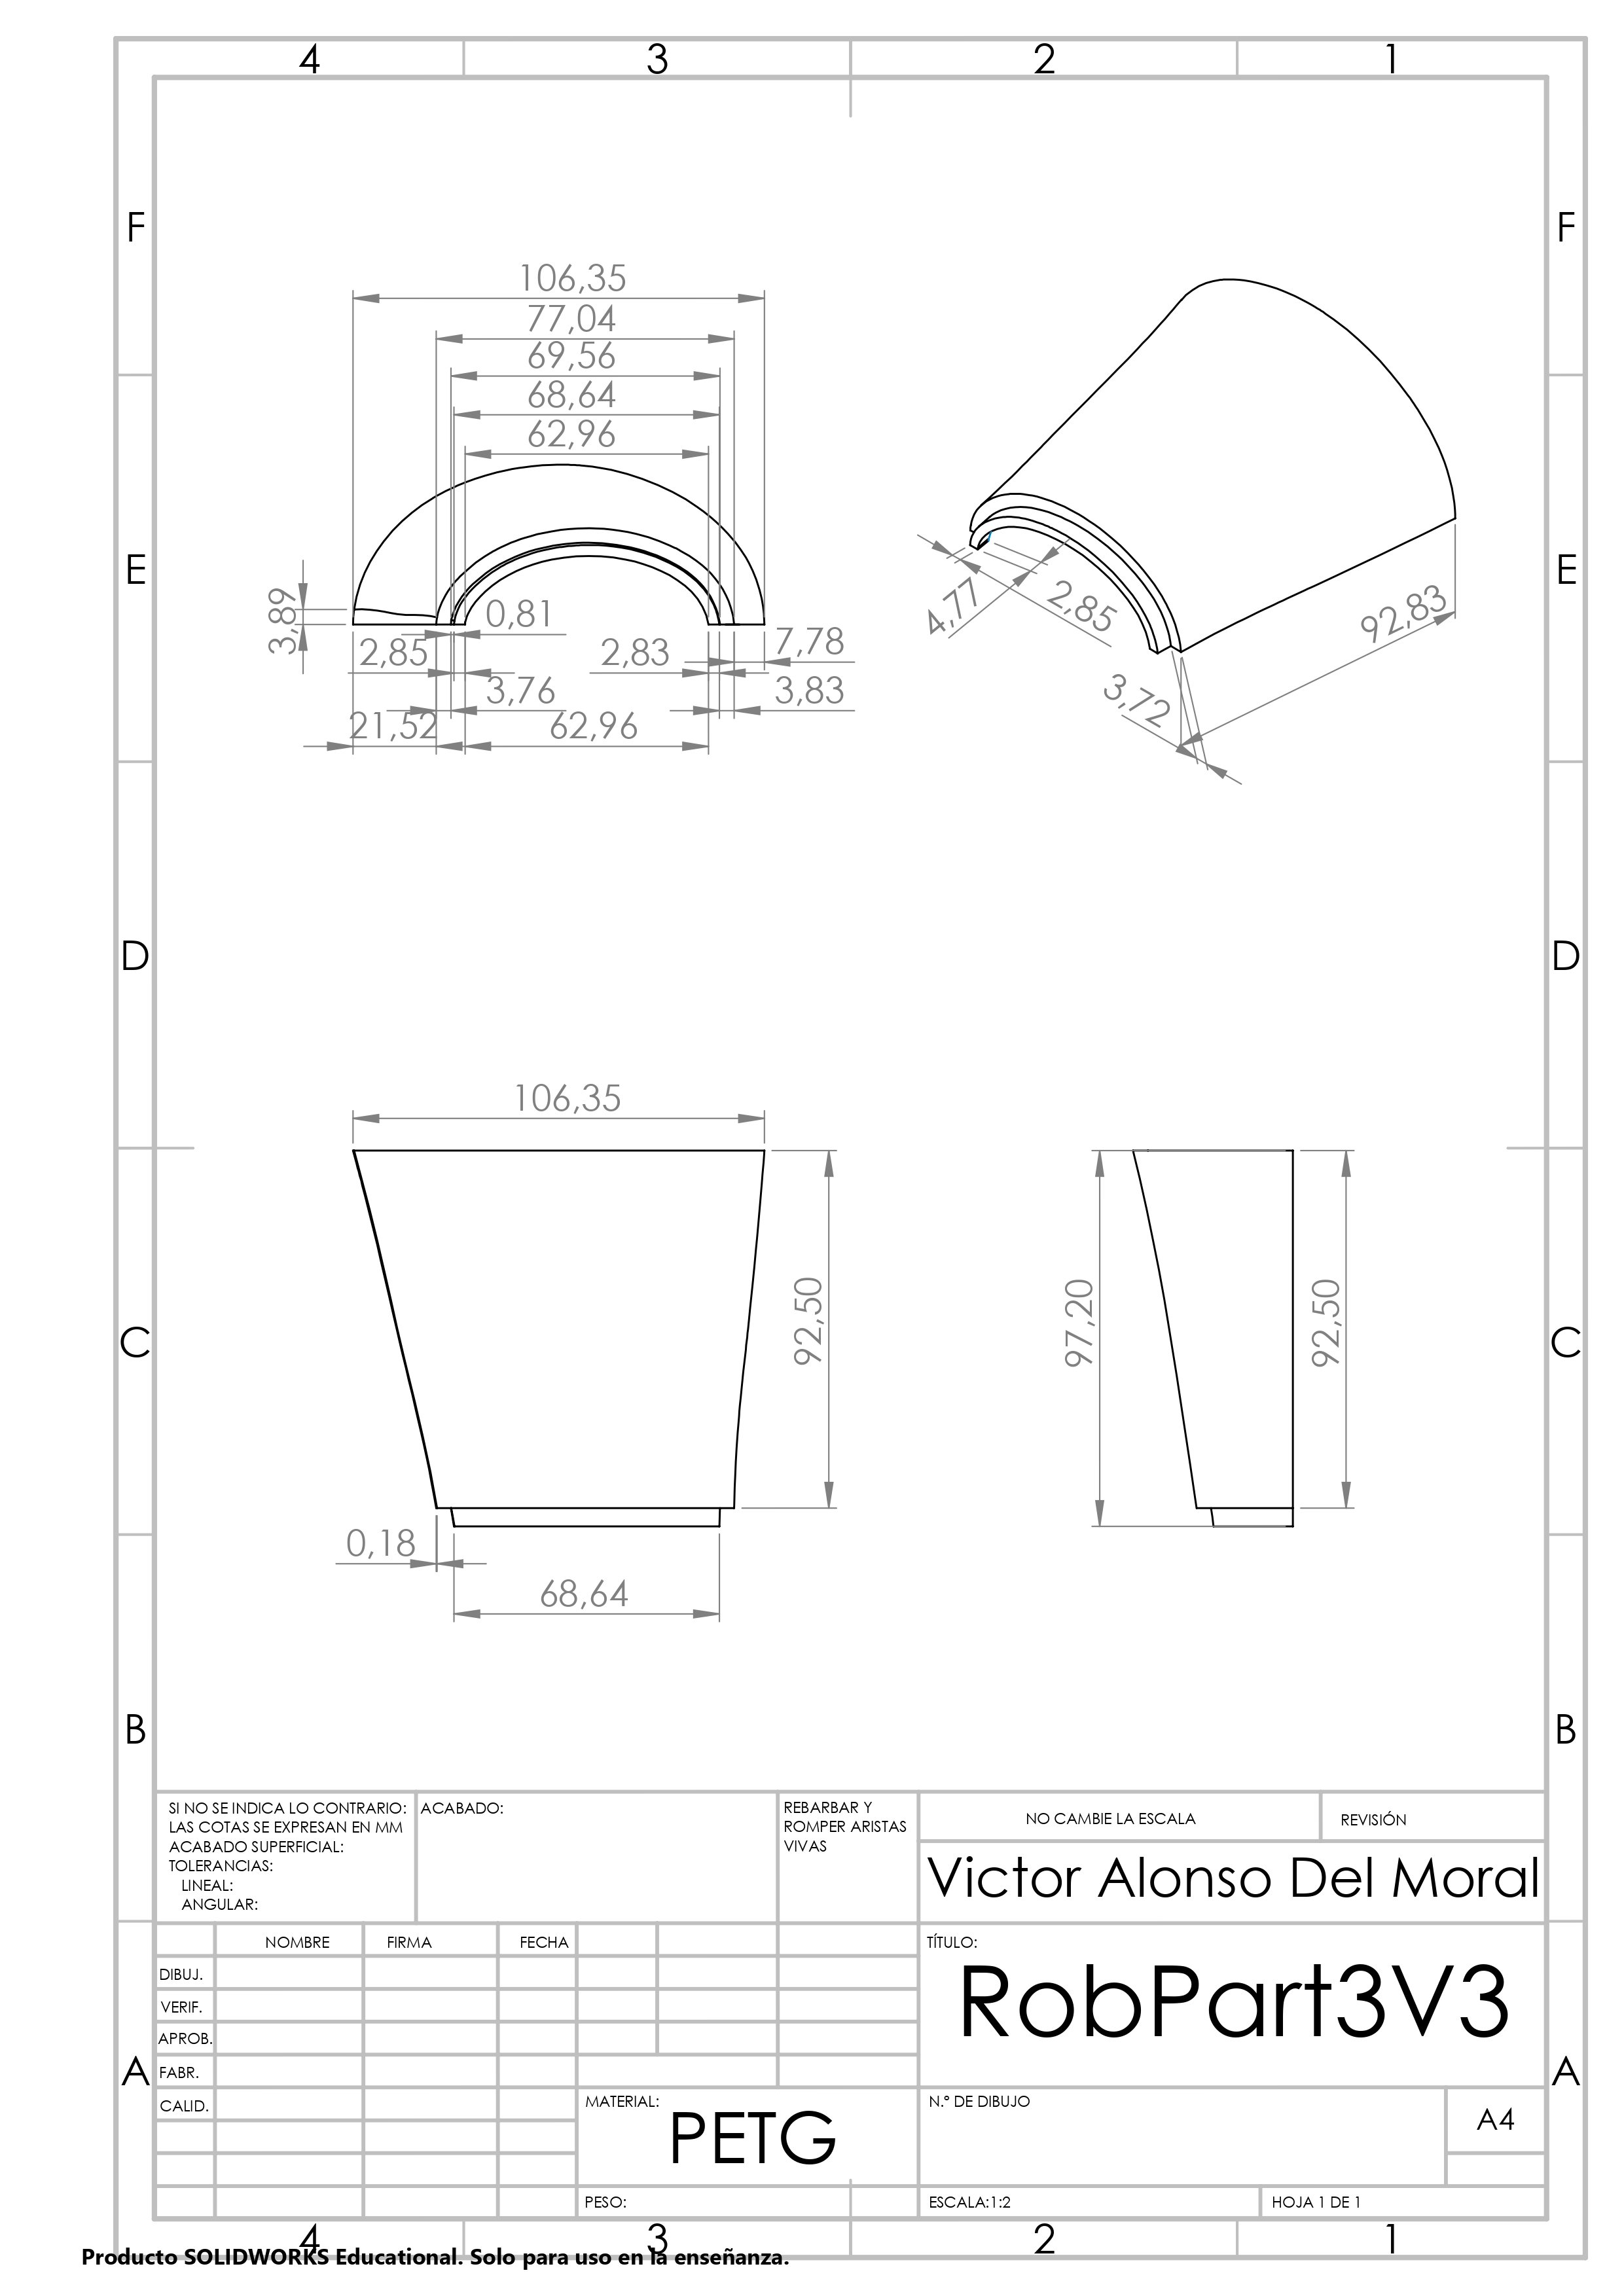 4 3 2 1
F F
106,35
77,04
69,56
68,64
62,96
E E
3,89
0,81
2,85 2,83 7,78
3,76 3,83
21,52 62,96
4,77 2,85 92,83
3,72
D D
106,35
92,50
97,20 92,50
C C
0,18
68,64
B B
SI NO SE INDICA LO CONTRARIO:
LAS COTAS SE EXPRESAN EN MM
ACABADO SUPERFICIAL:
TOLERANCIAS:
LINEAL:
ANGULAR:
ACABADO:
REBARBAR Y
ROMPER ARISTAS
VIVAS
NO CAMBIE LA ESCALA
REVISIÓN
Victor Alonso Del Moral
NOMBRE FIRMA FECHA
DIBUJ.
VERIF.
APROB.
FABR.
CALID.
TÍTULO:
RobPart3V3
A A
MATERIAL:
PETG
N.º DE DIBUJO
A4
PESO:
ESCALA:1:2
HOJA 1 DE 1
4 3 2 1
Producto SOLIDWORKS Educational. Solo para uso en la enseñanza.